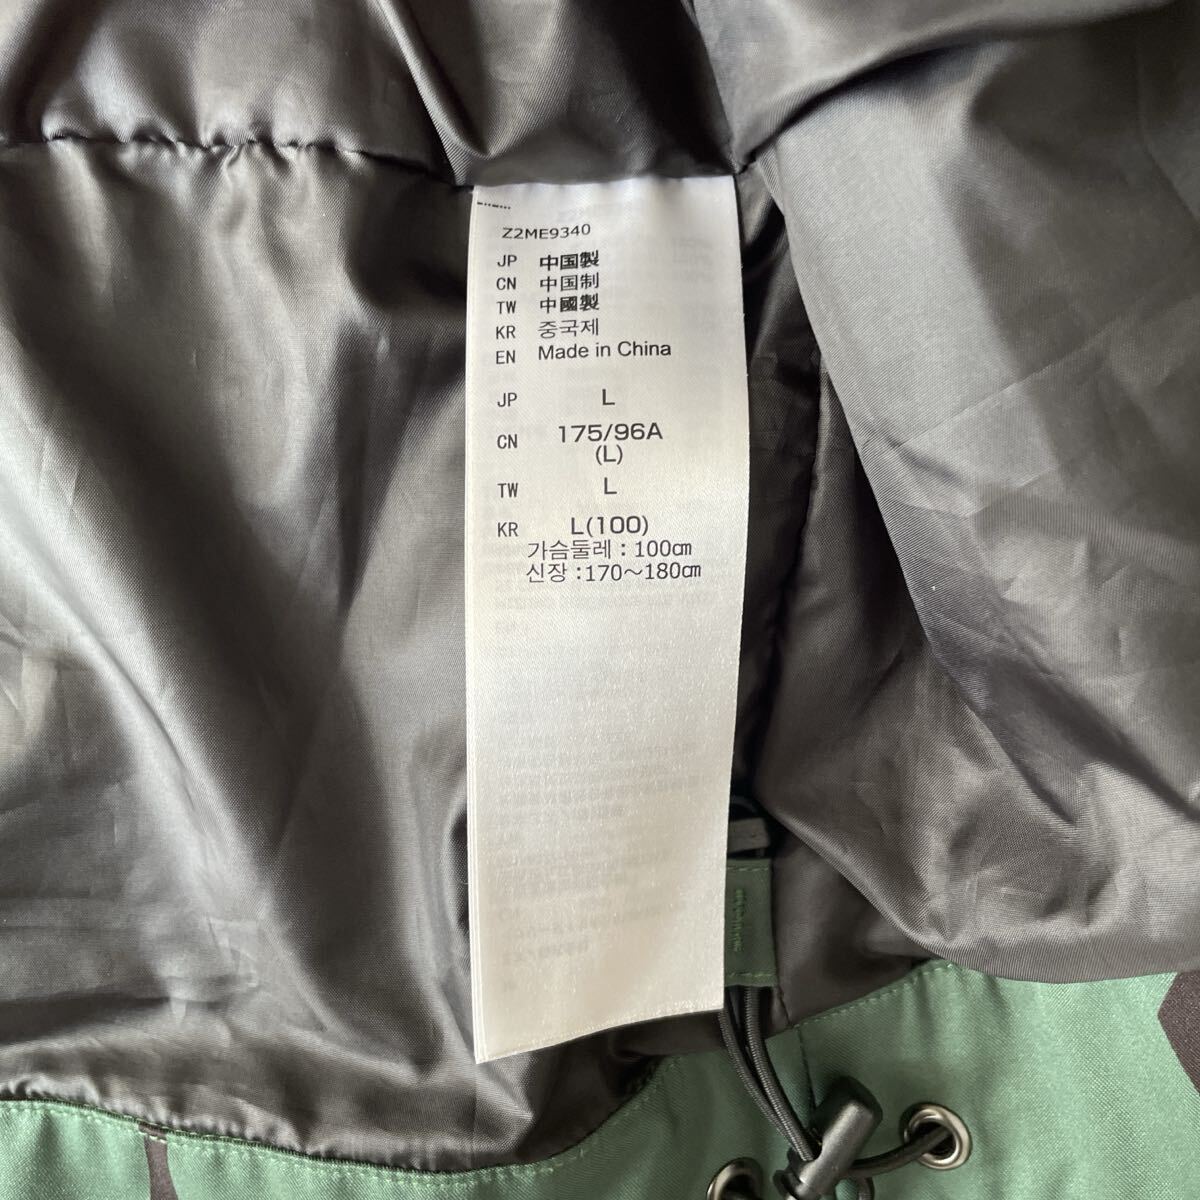 Z2ME9340
JP 中国製
CN 中国制
TW 中國製
KR 중국제
EN Made in China
JP L
CN 175/96A
(L)
TW L
KR L(100)
가슴둘레 : 100㎝
신장 :170～180㎝